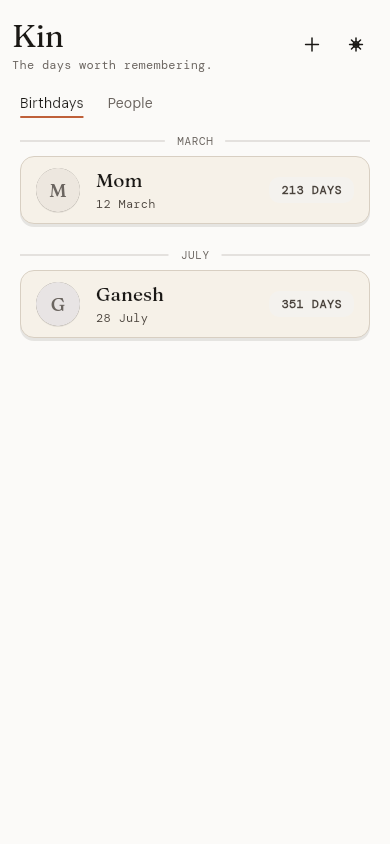 Kin
The days worth remembering.
Birthdays People
MARCH
M
Mom
12 March
213 DAYS
JULY
G
Ganesh
28 July
351 DAYS